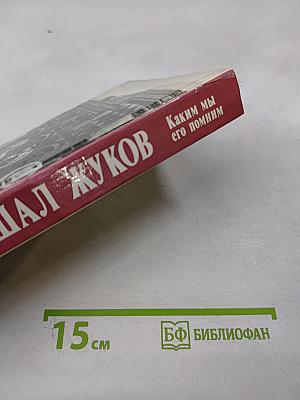 ШАЛ ЖУКОВ
Каким мы
его помним
15 см
БФ БИБЛИОФАН